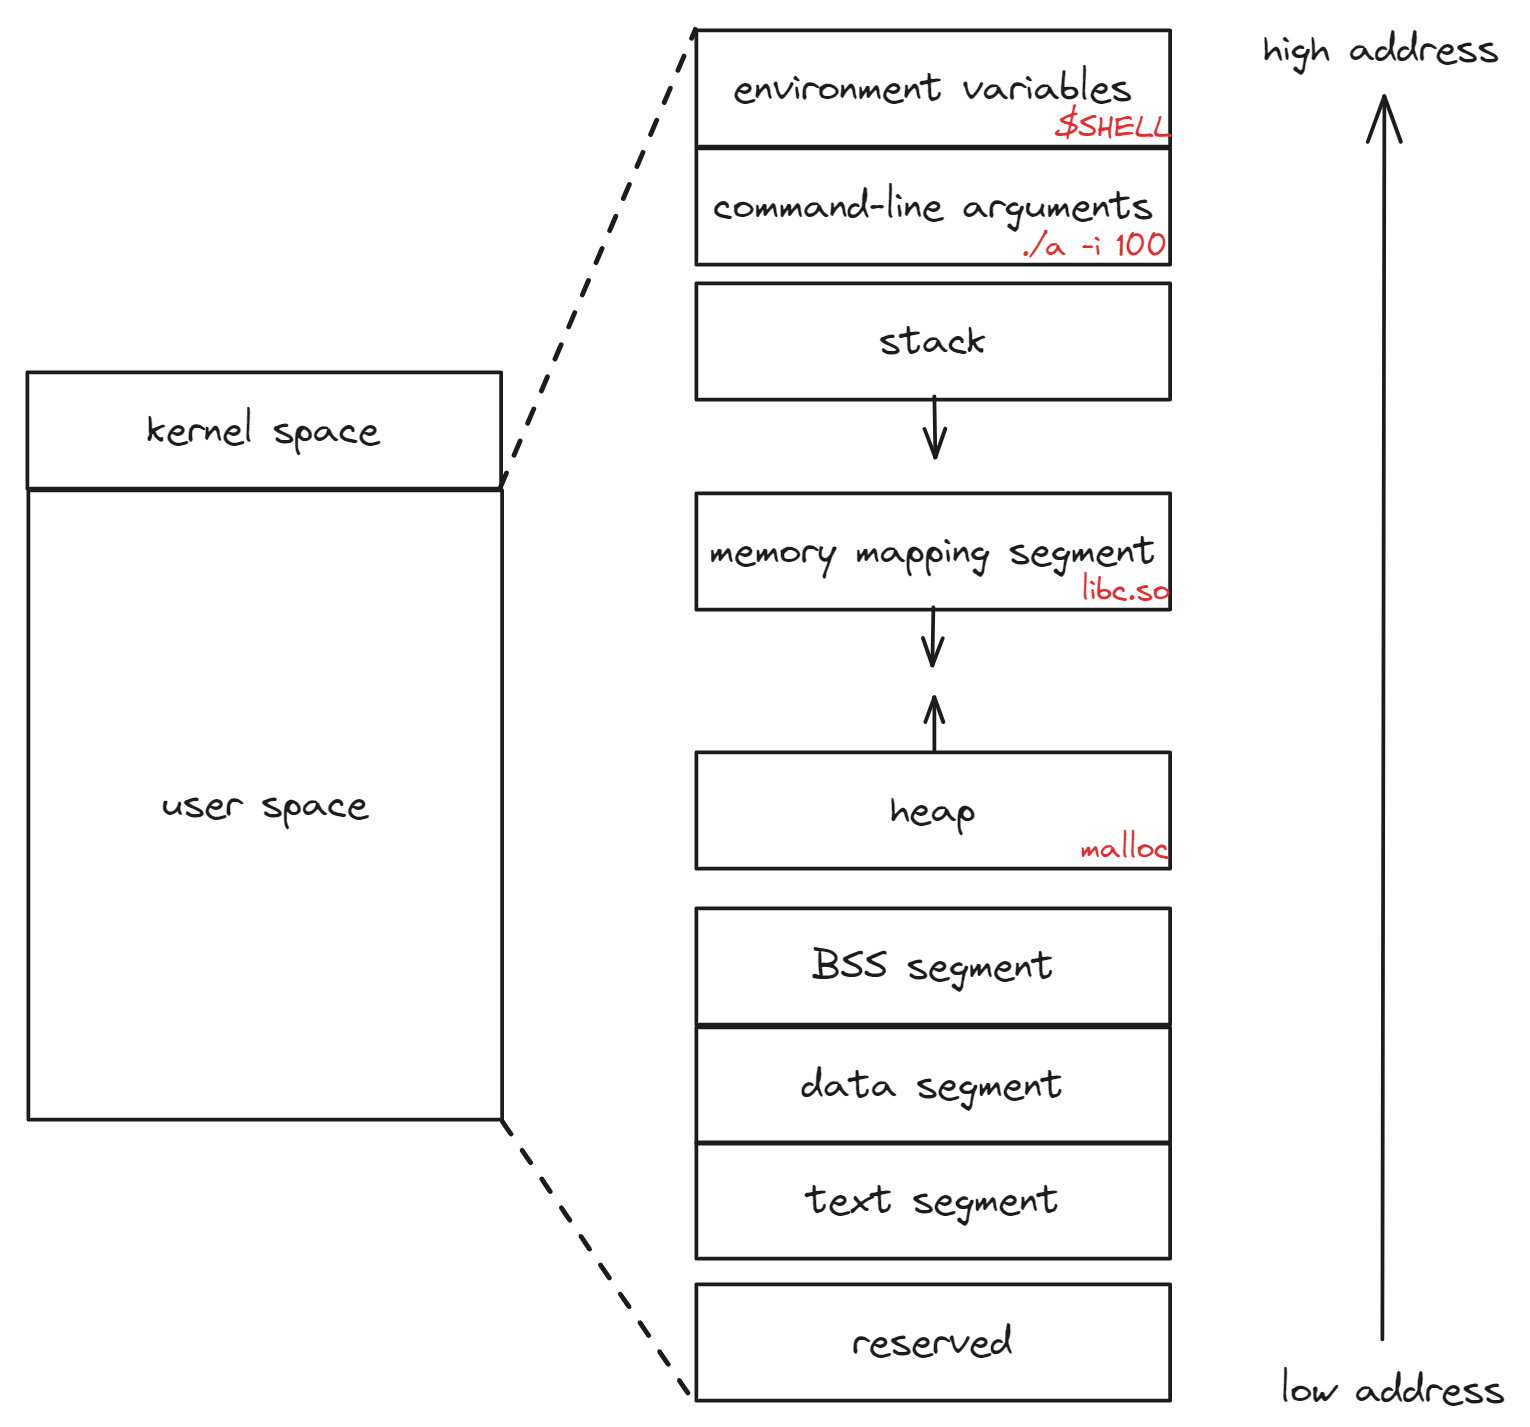 high address
environment variables
$SHELL
command-line arguments
./a -i 100
stack
kernel space
memory mapping segment
libc.so
user space
heap
malloc
BSS segment
data segment
text segment
reserved
low address